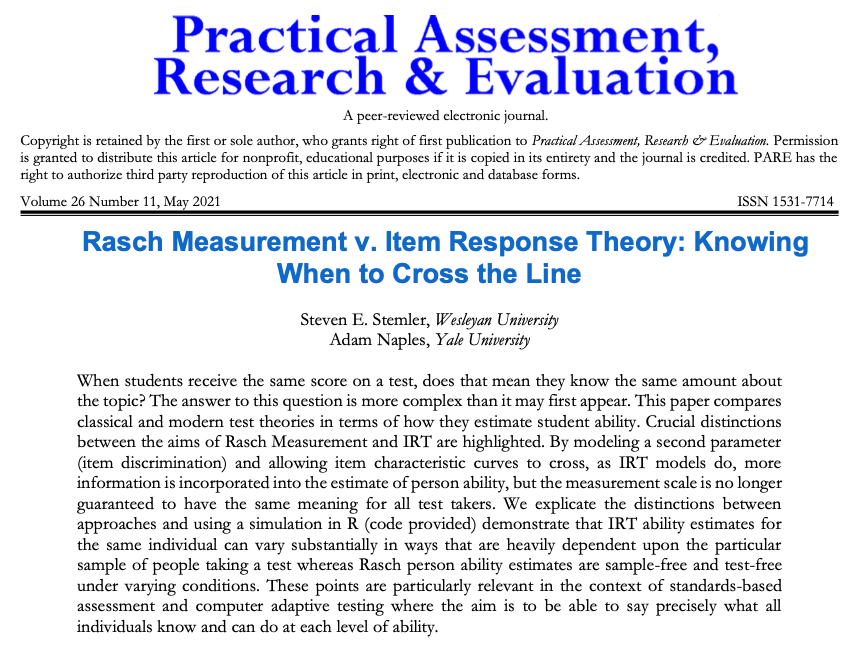 Practical Assessment,
Research & Evaluation
A peer-reviewed electronic journal.
Copyright is retained by the first or sole author, who grants right of first publication to Practical Assessment, Research & Evaluation. Permission
is granted to distribute this article for nonprofit, educational purposes if it is copied in its entirety and the journal is credited. PARE has the
right to authorize third party reproduction of this article in print, electronic and database forms.
Volume 26 Number 11, May 2021 ISSN 1531-7714
Rasch Measurement v. Item Response Theory: Knowing
When to Cross the Line
Steven E. Stemler, Wesleyan University
Adam Naples, Yale University
When students receive the same score on a test, does that mean they know the same amount about
the topic? The answer to this question is more complex than it may first appear. This paper compares
classical and modern test theories in terms of how they estimate student ability. Crucial distinctions
between the aims of Rasch Measurement and IRT are highlighted. By modeling a second parameter
(item discrimination) and allowing item characteristic curves to cross, as IRT models do, more
information is incorporated into the estimate of person ability, but the measurement scale is no longer
guaranteed to have the same meaning for all test takers. We explicate the distinctions between
approaches and using a simulation in R (code provided) demonstrate that IRT ability estimates for
the same individual can vary substantially in ways that are heavily dependent upon the particular
sample of people taking a test whereas Rasch person ability estimates are sample-free and test-free
under varying conditions. These points are particularly relevant in the context of standards-based
assessment and computer adaptive testing where the aim is to be able to say precisely what all
individuals know and can do at each level of ability.